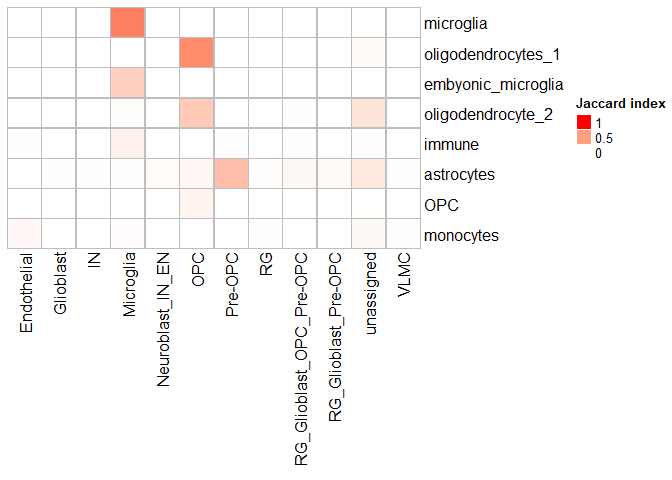 microglia
oligodendrocytes_1
embyonic_microglia
oligodendrocyte_2
immune
astrocytes
OPC
monocytes
Jaccard index
1
0.5
0
Endothelial
Glioblast
IN
Microglia
Neuroblast_IN_EN
OPC
Pre-OPC
RG
RG_Glioblast_OPC_Pre-OPC
RG_Glioblast_Pre-OPC
unassigned
VLMC